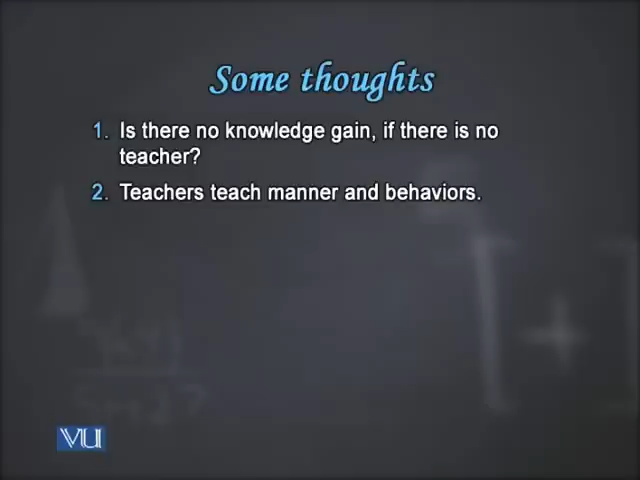 Some thoughts
1. Is there no knowledge gain, if there is no
teacher?
2. Teachers teach manner and behaviors.
VU